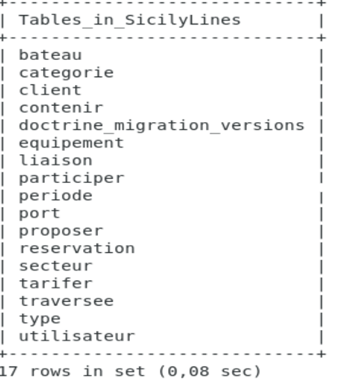 +------------------------------+
| Tables_in_SicilyLines |
+------------------------------+
| bateau |
| categorie |
| client |
| contenir |
| doctrine_migration_versions |
| equipement |
| liaison |
| participer |
| periode |
| port |
| proposer |
| reservation |
| secteur |
| tarifer |
| traversee |
| type |
| utilisateur |
+------------------------------+
17 rows in set (0,08 sec)